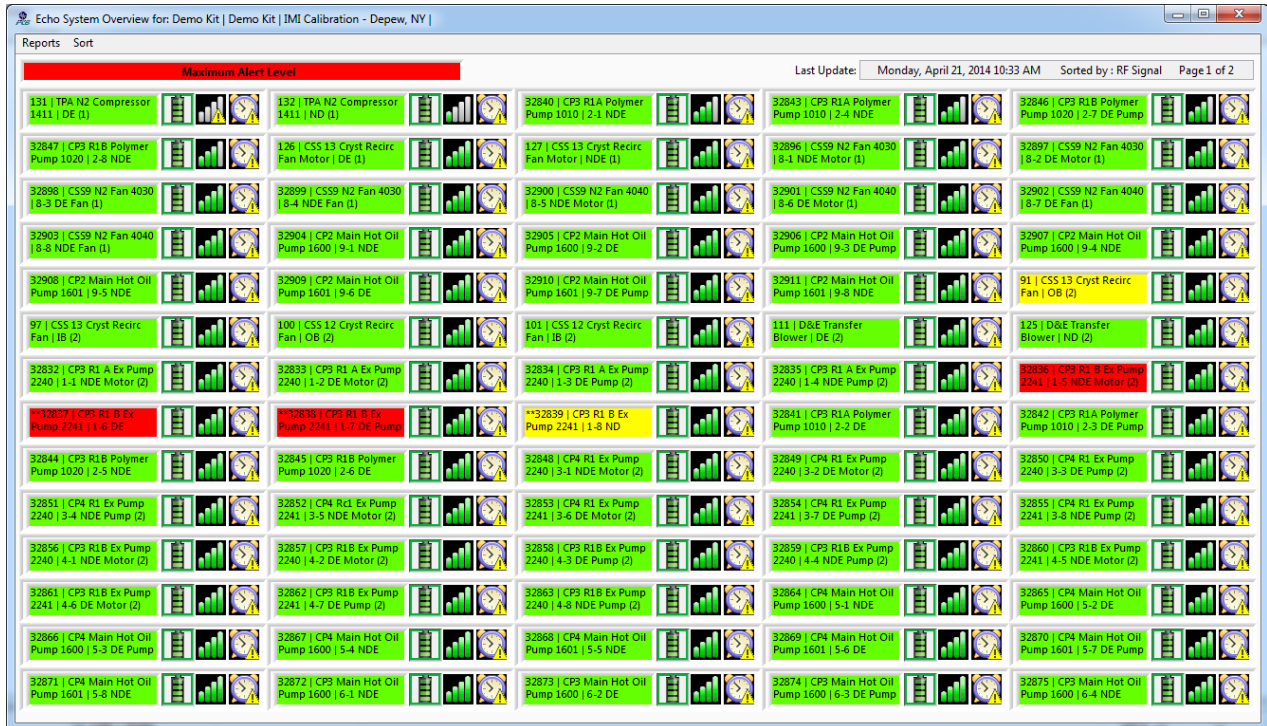 Echo System Overview for: Demo Kit | Demo Kit | IMI Calibration - Depew, NY |
Reports Sort
Maximum Alert Level
Last Update: Monday, April 21, 2014 10:33 AM Sorted by : RF Signal Page 1 of 2
131 | TPA N2 Compressor
1411 | DE (1)
132 | TPA N2 Compressor
1411 | ND (1)
32840 | CP3 R1A Polymer
Pump 1010 | 2-1 NDE
32843 | CP3 R1A Polymer
Pump 1010 | 2-4 NDE
32846 | CP3 R1B Polymer
Pump 1020 | 2-7 DE Pump
32847 | CP3 R1B Polymer
Pump 1020 | 2-8 NDE
126 | CSS 13 Cryst Recirc
Fan Motor | DE (1)
127 | CSS 13 Cryst Recirc
Fan Motor | NDE (1)
32896 | CSS9 N2 Fan 4030
| 8-1 NDE Motor (1)
32897 | CSS9 N2 Fan 4030
| 8-2 DE Motor (1)
32898 | CSS9 N2 Fan 4030
| 8-3 DE Fan (1)
32899 | CSS9 N2 Fan 4030
| 8-4 NDE Fan (1)
32900 | CSS9 N2 Fan 4040
| 8-5 NDE Motor (1)
32901 | CSS9 N2 Fan 4040
| 8-6 DE Motor (1)
32902 | CSS9 N2 Fan 4040
| 8-7 DE Fan (1)
32903 | CSS9 N2 Fan 4040
| 8-8 NDE Fan (1)
32904 | CP2 Main Hot Oil
Pump 1600 | 9-1 NDE
32905 | CP2 Main Hot Oil
Pump 1600 | 9-2 DE
32906 | CP2 Main Hot Oil
Pump 1600 | 9-3 DE Pump
32907 | CP2 Main Hot Oil
Pump 1600 | 9-4 NDE
32908 | CP2 Main Hot Oil
Pump 1601 | 9-5 NDE
32909 | CP2 Main Hot Oil
Pump 1601 | 9-6 DE
32910 | CP2 Main Hot Oil
Pump 1601 | 9-7 DE Pump
32911 | CP2 Main Hot Oil
Pump 1601 | 9-8 NDE
91 | CSS 13 Cryst Recirc
Fan | OB (2)
97 | CSS 13 Cryst Recirc
Fan | IB (2)
100 | CSS 12 Cryst Recirc
Fan | OB (2)
101 | CSS 12 Cryst Recirc
Fan | IB (2)
111 | D&E Transfer
Blower | DE (2)
125 | D&E Transfer
Blower | ND (2)
32832 | CP3 R1 A Ex Pump
2240 | 1-1 NDE Motor (2)
32833 | CP3 R1 A Ex Pump
2240 | 1-2 DE Motor (2)
32834 | CP3 R1 A Ex Pump
2240 | 1-3 DE Pump (2)
32835 | CP3 R1 A Ex Pump
2240 | 1-4 NDE Pump (2)
32836 | CP3 R1 B Ex Pump
2241 | 1-5 NDE Motor (2)
**32837 | CP3 R1 B Ex
Pump 2241 | 1-6 DE
**32838 | CP3 R1 B Ex
Pump 2241 | 1-7 DE Pump
**32839 | CP3 R1 B Ex
Pump 2241 | 1-8 ND
32841 | CP3 R1A Polymer
Pump 1010 | 2-2 DE
32842 | CP3 R1A Polymer
Pump 1010 | 2-3 DE Pump
32844 | CP3 R1B Polymer
Pump 1020 | 2-5 NDE
32845 | CP3 R1B Polymer
Pump 1020 | 2-6 DE
32848 | CP4 R1 Ex Pump
2240 | 3-1 NDE Motor (2)
32849 | CP4 R1 Ex Pump
2240 | 3-2 DE Motor (2)
32850 | CP4 R1 Ex Pump
2240 | 3-3 DE Pump (2)
32851 | CP4 R1 Ex Pump
2240 | 3-4 NDE Pump (2)
32852 | CP4 Rc1 Ex Pump
2241 | 3-5 NDE Motor (2)
32853 | CP4 R1 Ex Pump
2241 | 3-6 DE Motor (2)
32854 | CP4 R1 Ex Pump
2241 | 3-7 DE Pump (2)
32855 | CP4 R1 Ex Pump
2241 | 3-8 NDE Pump (2)
32856 | CP3 R1B Ex Pump
2240 | 4-1 NDE Motor (2)
32857 | CP3 R1B Ex Pump
2240 | 4-2 DE Motor (2)
32858 | CP3 R1B Ex Pump
2240 | 4-3 DE Pump (2)
32859 | CP3 R1B Ex Pump
2240 | 4-4 NDE Pump (2)
32860 | CP3 R1B Ex Pump
2241 | 4-5 NDE Motor (2)
32861 | CP3 R1B Ex Pump
2241 | 4-6 DE Motor (2)
32862 | CP3 R1B Ex Pump
2241 | 4-7 DE Pump (2)
32863 | CP3 R1B Ex Pump
2240 | 4-8 NDE Pump (2)
32864 | CP4 Main Hot Oil
Pump 1600 | 5-1 NDE
32865 | CP4 Main Hot Oil
Pump 1600 | 5-2 DE
32866 | CP4 Main Hot Oil
Pump 1600 | 5-3 DE Pump
32867 | CP4 Main Hot Oil
Pump 1600 | 5-4 NDE
32868 | CP4 Main Hot Oil
Pump 1601 | 5-5 NDE
32869 | CP4 Main Hot Oil
Pump 1601 | 5-6 DE
32870 | CP4 Main Hot Oil
Pump 1601 | 5-7 DE Pump
32871 | CP4 Main Hot Oil
Pump 1601 | 5-8 NDE
32872 | CP3 Main Hot Oil
Pump 1600 | 6-1 NDE
32873 | CP3 Main Hot Oil
Pump 1600 | 6-2 DE
32874 | CP3 Main Hot Oil
Pump 1600 | 6-3 DE Pump
32875 | CP3 Main Hot Oil
Pump 1600 | 6-4 NDE